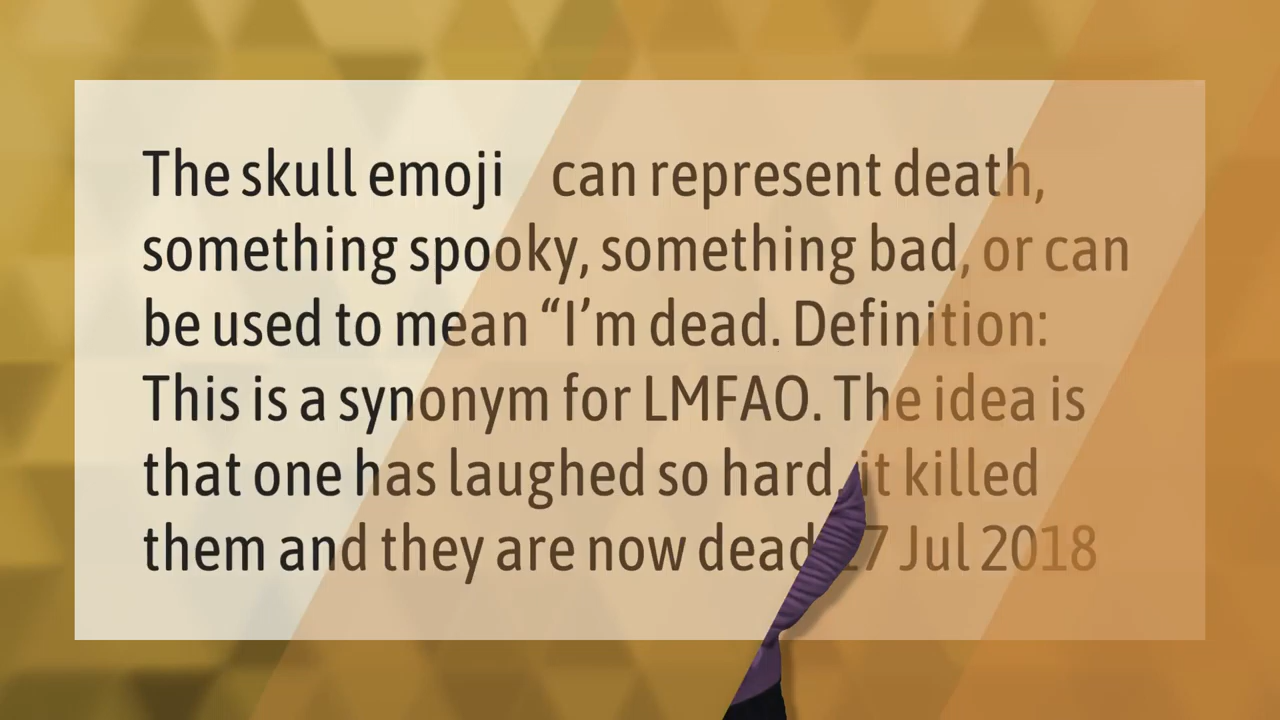 The skull emoji can represent death,
something spooky, something bad, or can
be used to mean “I’m dead. Definition:
This is a synonym for LMFAO. The idea is
that one has laughed so hard, it killed
them and they are now dead 7 Jul 2018